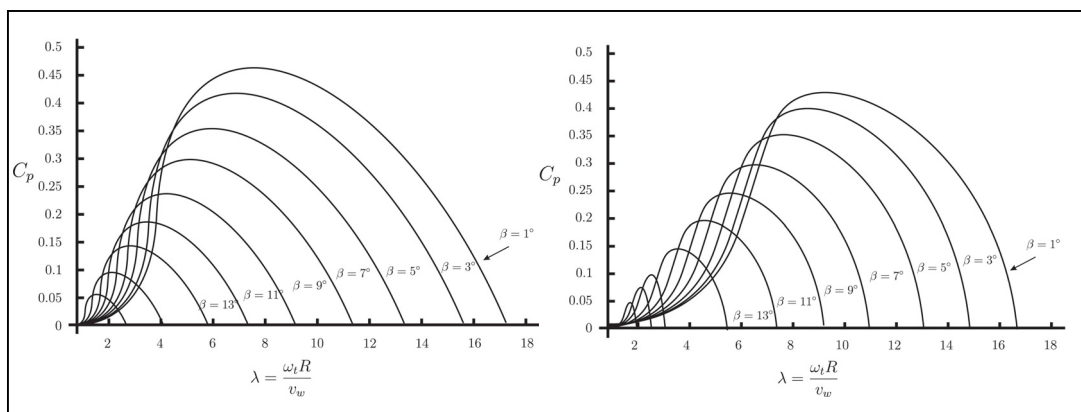 0.5
0.45
0.4
0.35
0.3
0.25
0.2
0.15
0.1
0.05
0
C_p
β = 1°
β = 3°
β = 5°
β = 7°
β = 9°
β = 11°
β = 13°
2 4 6 8 10 12 14 16 18
λ = ω_t R / v_w
0.5
0.45
0.4
0.35
0.3
0.25
0.2
0.15
0.1
0.05
0
C_p
β = 1°
β = 3°
β = 5°
β = 7°
β = 9°
β = 11°
β = 13°
2 4 6 8 10 12 14 16 18
λ = ω_t R / v_w